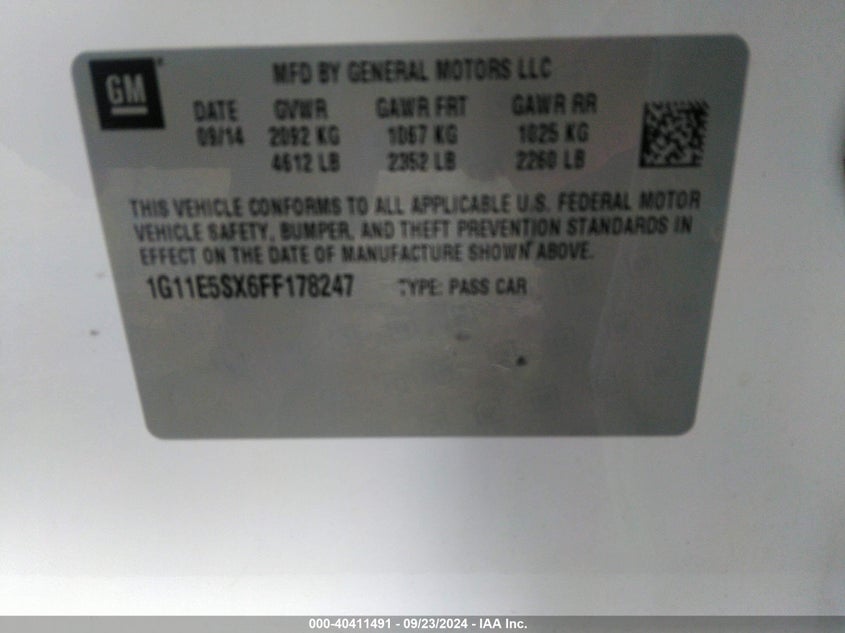 GM
MFD BY GENERAL MOTORS LLC
DATE GVWR GAWR FRT GAWR RR
09/14 2092 KG 1067 KG 1025 KG
4612 LB 2352 LB 2260 LB
THIS VEHICLE CONFORMS TO ALL APPLICABLE U.S. FEDERAL MOTOR
VEHICLE SAFETY, BUMPER, AND THEFT PREVENTION STANDARDS IN
EFFECT ON THE DATE OF MANUFACTURE SHOWN ABOVE.
1G11E5SX6FF178247 TYPE: PASS CAR
000-40411491 - 09/23/2024 - IAA Inc.